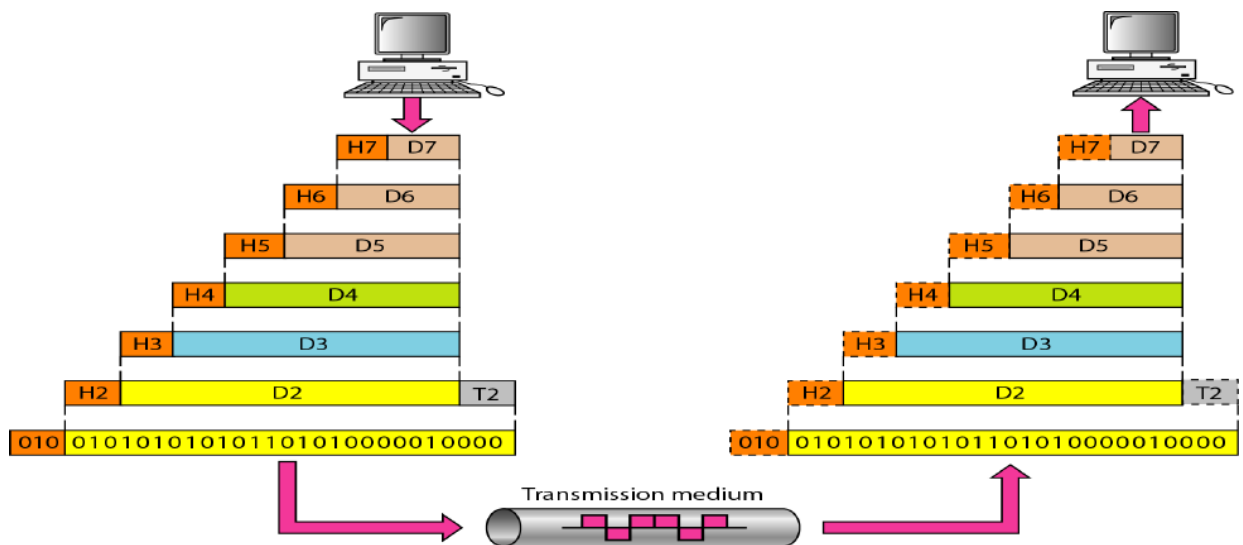 H7 D7 H7 D7
H6 D6 H6 D6
H5 D5 H5 D5
H4 D4 H4 D4
H3 D3 H3 D3
H2 D2 T2 H2 D2 T2
010 010101010101101010000010000 010 010101010101101010000010000
Transmission medium